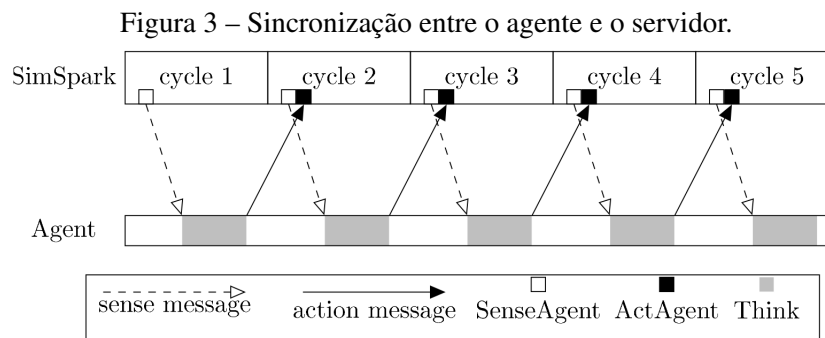 Figura 3 – Sincronização entre o agente e o servidor.
SimSpark cycle 1 cycle 2 cycle 3 cycle 4 cycle 5
Agent
sense message action message SenseAgent ActAgent Think